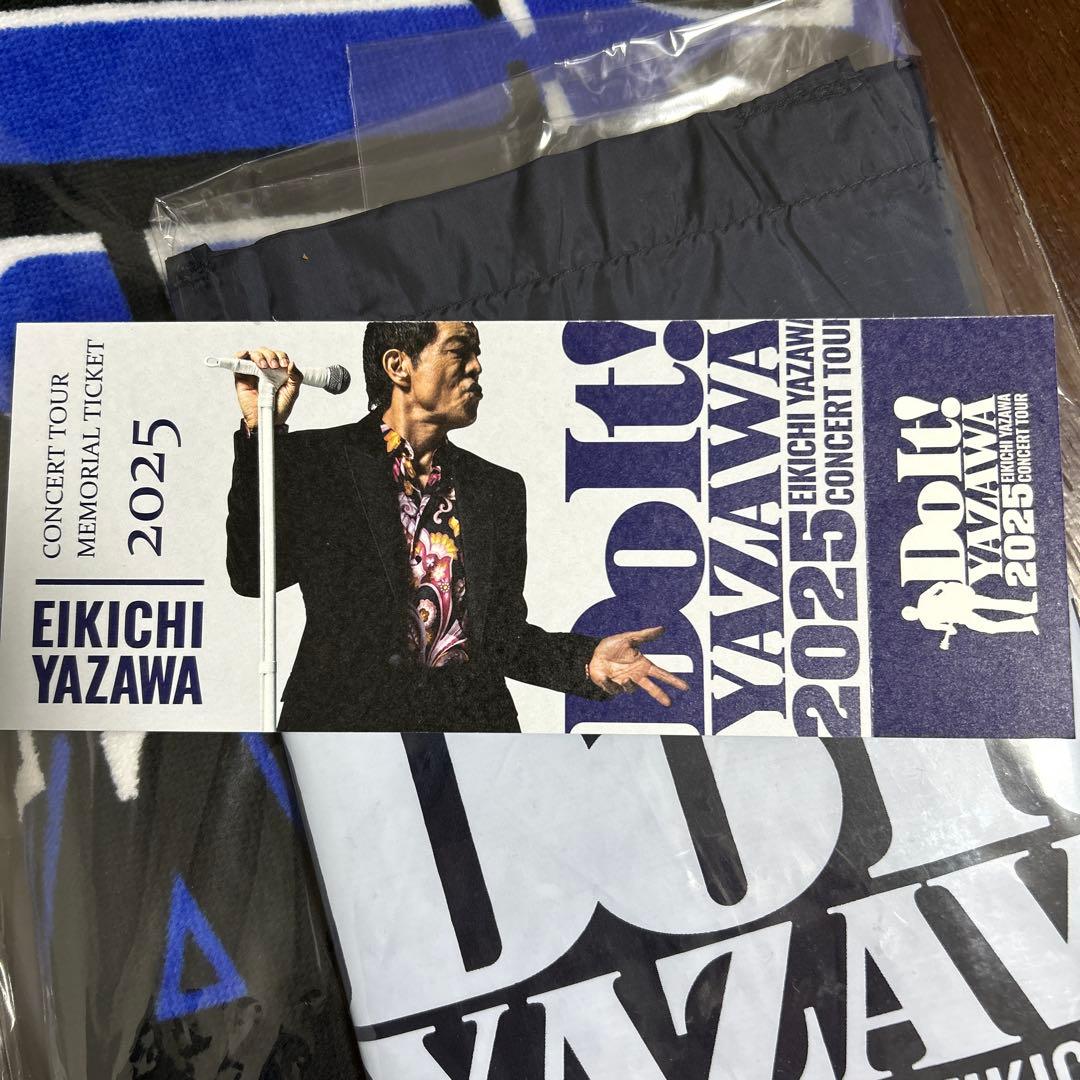 CONCERT TOUR
MEMORIAL TICKET
2025
EIKICHI
YAZAWA
Do It!
YAZAWA
2025
EIKICHI YAZAWA
CONCERT TOUR
Do It!
YAZAWA
2025
EIKICHI YAZAWA
CONCERT TOUR
YAZAW